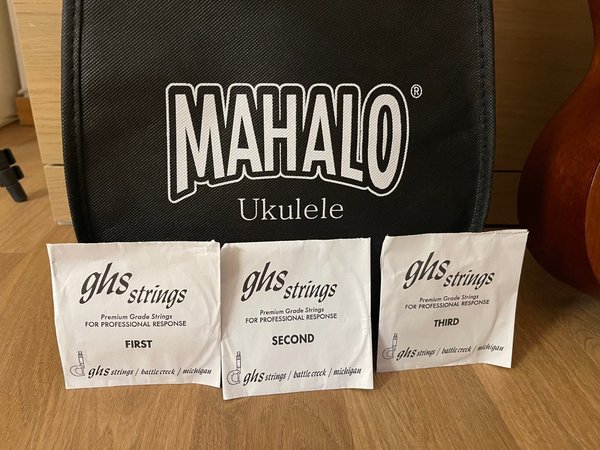 MAHALO®
Ukulele
ghs strings
Premium Grade Strings
FOR PROFESSIONAL RESPONSE
FIRST
ghs strings / battle creek / michigan
ghs strings
Premium Grade Strings
FOR PROFESSIONAL RESPONSE
SECOND
ghs strings / battle creek / michigan
ghs strings
Premium Grade Strings
FOR PROFESSIONAL RESPONSE
THIRD
ghs strings / battle creek / michigan